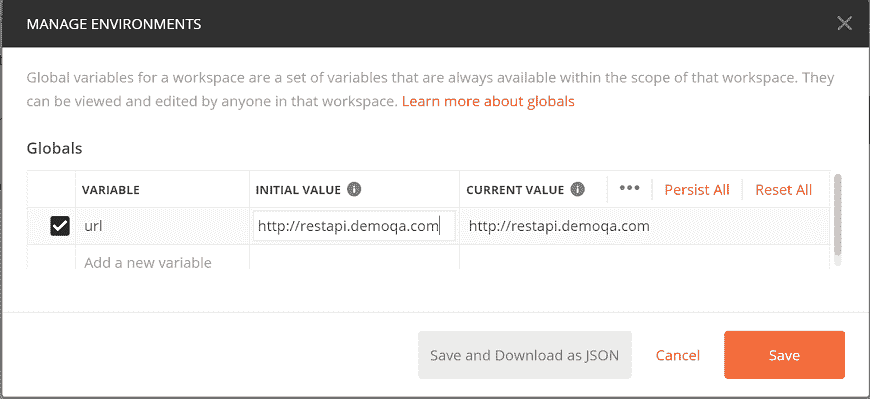 MANAGE ENVIRONMENTS
Global variables for a workspace are a set of variables that are always available within the scope of that workspace. They
can be viewed and edited by anyone in that workspace. Learn more about globals
Globals
VARIABLE INITIAL VALUE CURRENT VALUE ••• Persist All Reset All
url http://restapi.demoqa.com http://restapi.demoqa.com
Add a new variable
Save and Download as JSON Cancel Save